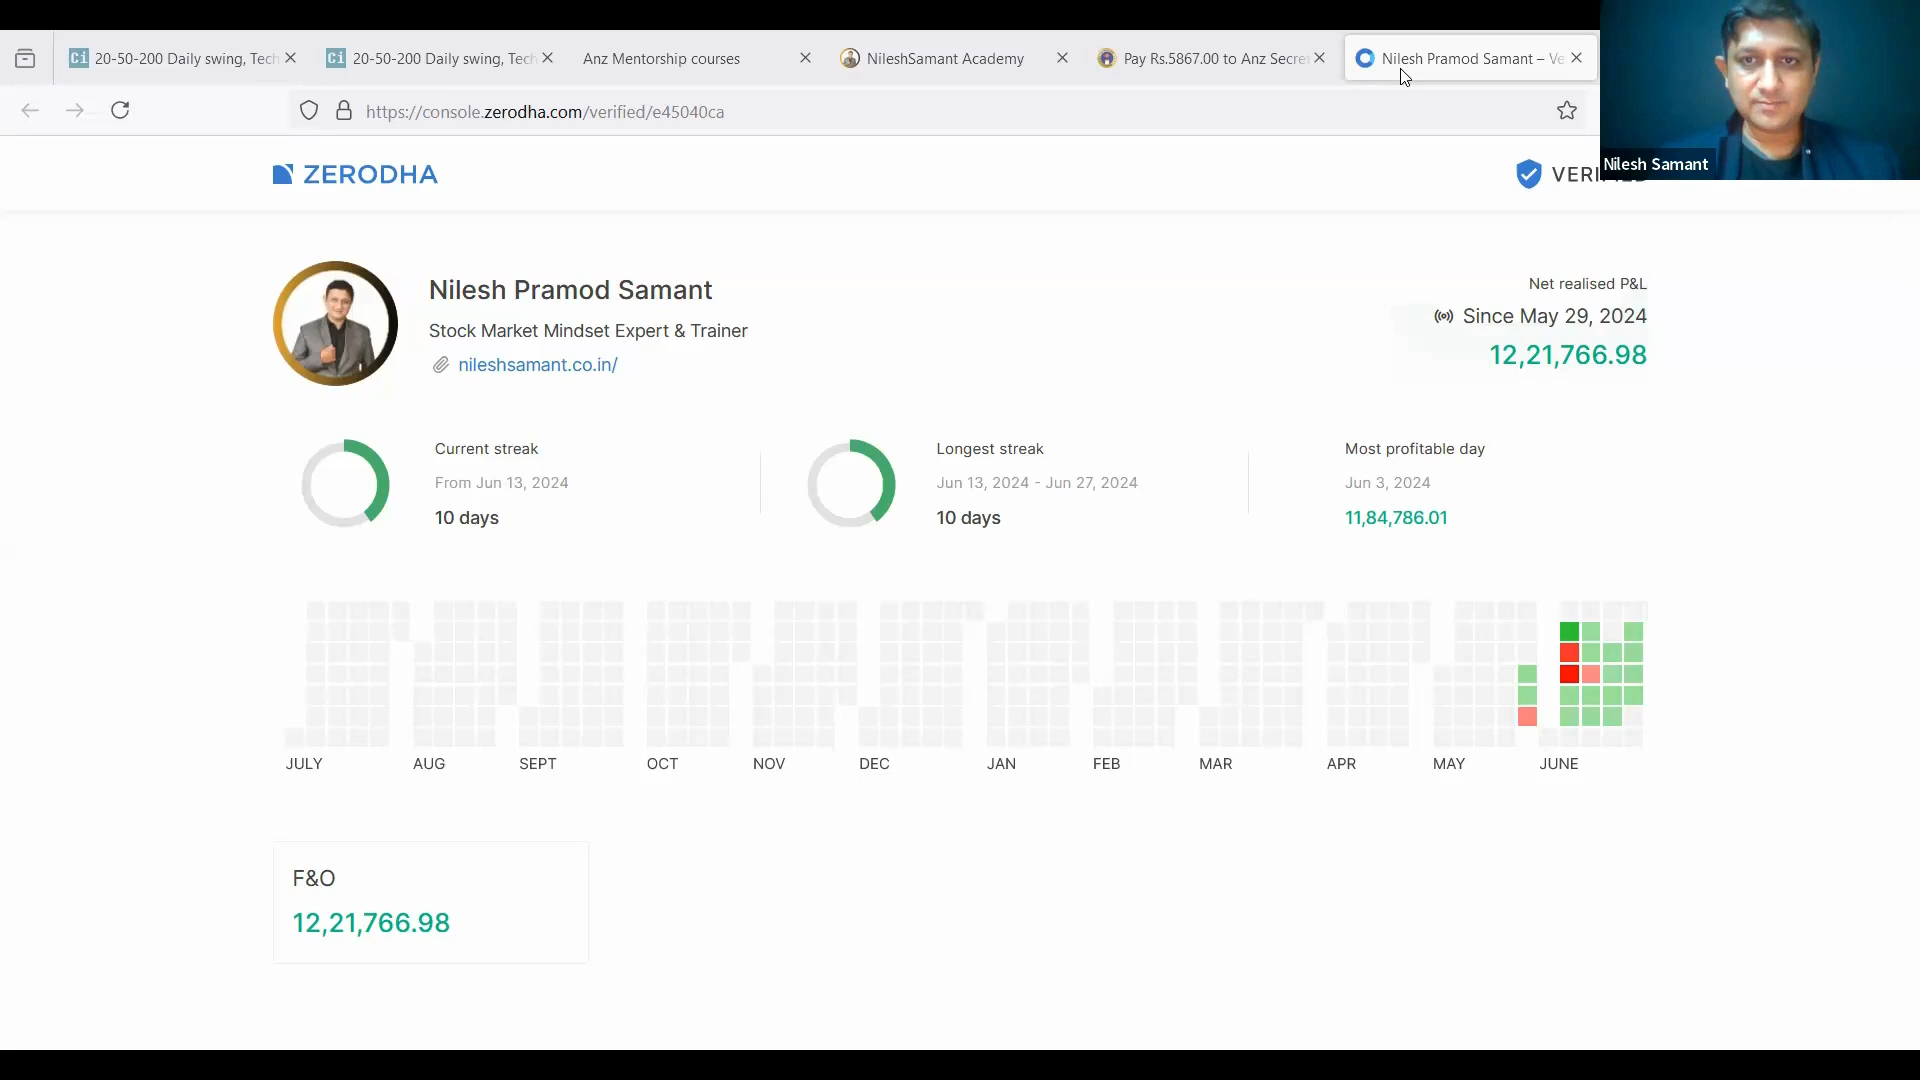 20-50-200 Daily swing, Tech
20-50-200 Daily swing, Tech
Anz Mentorship courses
NileshSamant Academy
Pay Rs.5867.00 to Anz Secret
Nilesh Pramod Samant – Ve
https://console.zerodha.com/verified/e45040ca
Nilesh Samant
ZERODHA
Nilesh Pramod Samant
Stock Market Mindset Expert & Trainer
nileshsamant.co.in/
Net realised P&L
Since May 29, 2024
12,21,766.98
Current streak
From Jun 13, 2024
10 days
Longest streak
Jun 13, 2024 - Jun 27, 2024
10 days
Most profitable day
Jun 3, 2024
11,84,786.01
JULY AUG SEPT OCT NOV DEC JAN FEB MAR APR MAY JUNE
F&O
12,21,766.98